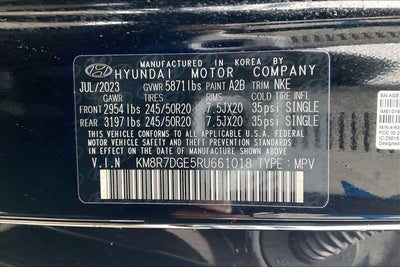 MANUFACTURED IN KOREA BY
HYUNDAI MOTOR COMPANY
JUL/2023 GVWR 5871lbs PAINT A2B TRIM NKE
GAWR TIRE RIMS COLD TIRE INFL
FRONT 2954 lbs 245/50R20 7.5JX20 35psi SINGLE
REAR 3197 lbs 245/50R20 7.5JX20 35psi SINGLE
THIS VEHICLE CONFORMS TO ALL APPLICABLE U.S. FEDERAL
MOTOR VEHICLE SAFETY AND THEFT PREVENTION STANDARDS
IN EFFECT ON THE DATE OF MANUFACTURE SHOWN ABOVE.
V.I.N KM8R7DGE5RU661018 TYPE: MPV